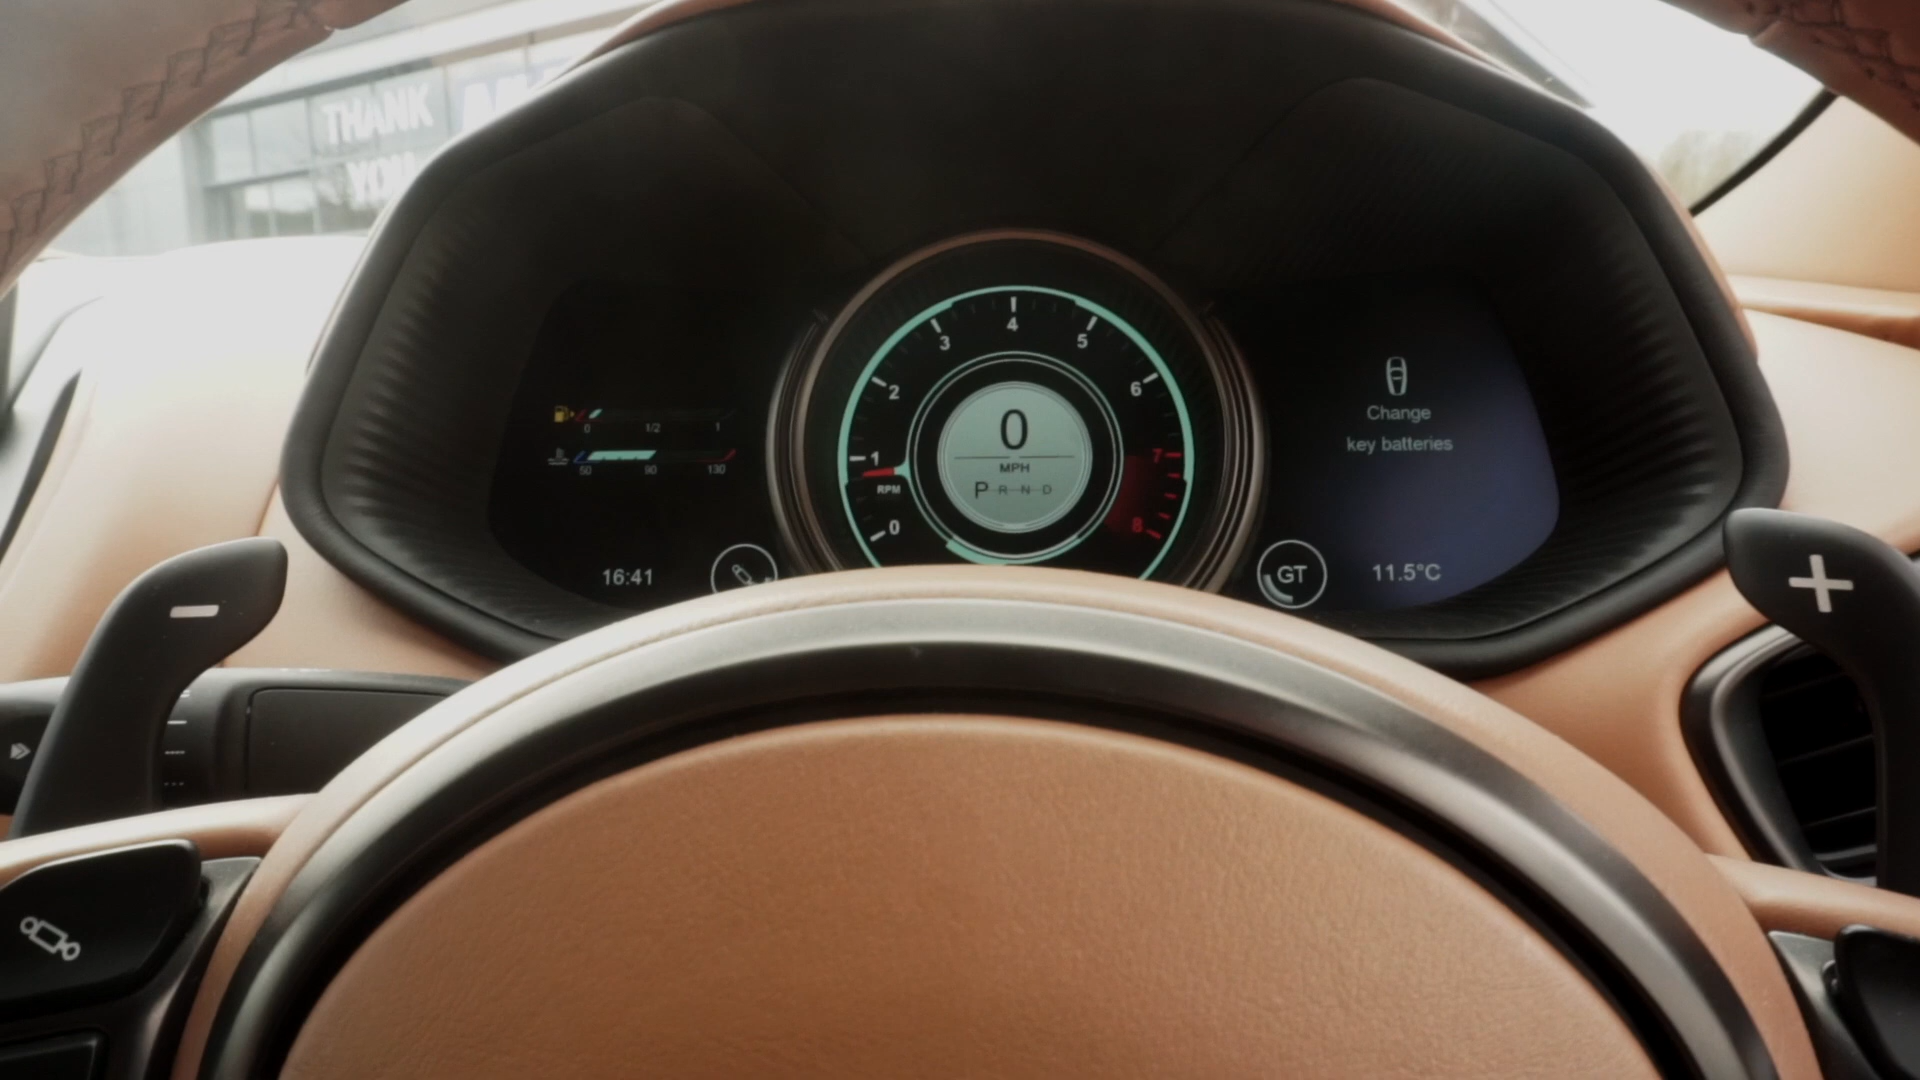 THANK
YOU
4
3
5
2
6
1
7
RPM
0
8
0
MPH
P R N D
0 1/2 1
50 90 130
16:41
Change
key batteries
GT
11.5°C